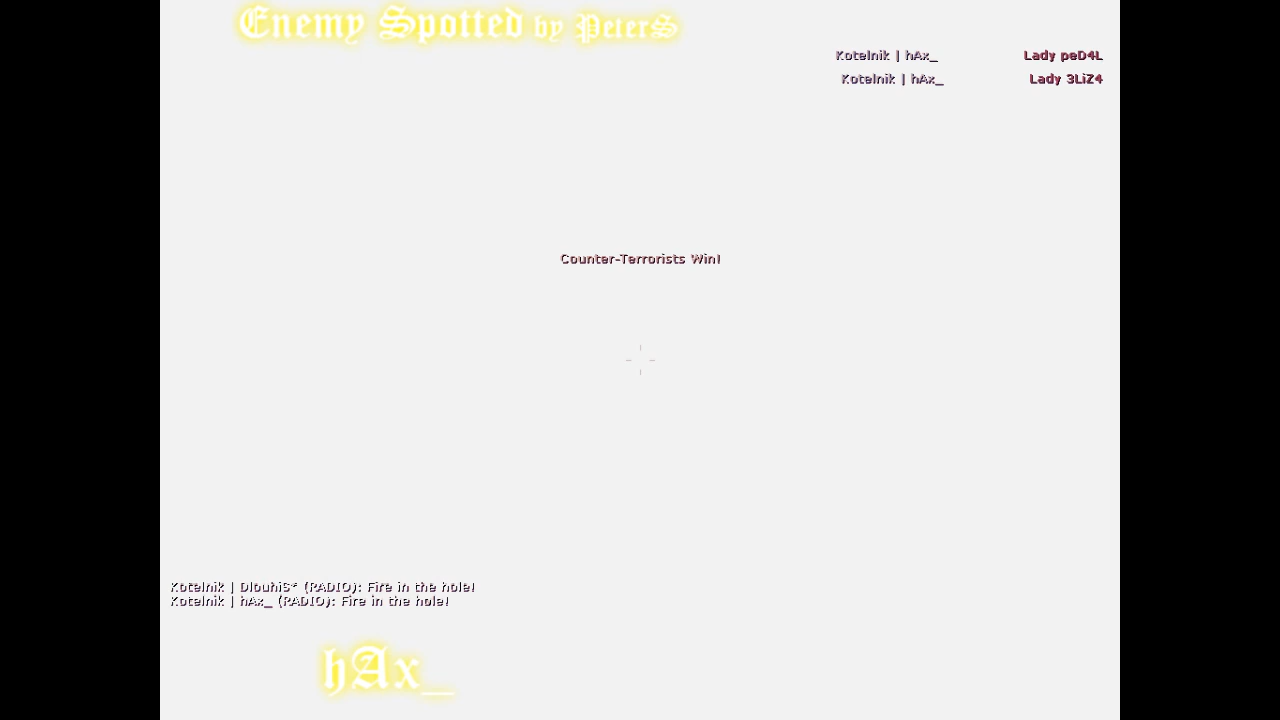 Enemy Spotted by PeterS
Kotelnik | hAx_ Lady peD4L
Kotelnik | hAx_ Lady 3LiZ4
Counter-Terrorists Win!
Kotelnik | DlouhiS* (RADIO): Fire in the hole!
Kotelnik | hAx_ (RADIO): Fire in the hole!
hAx_